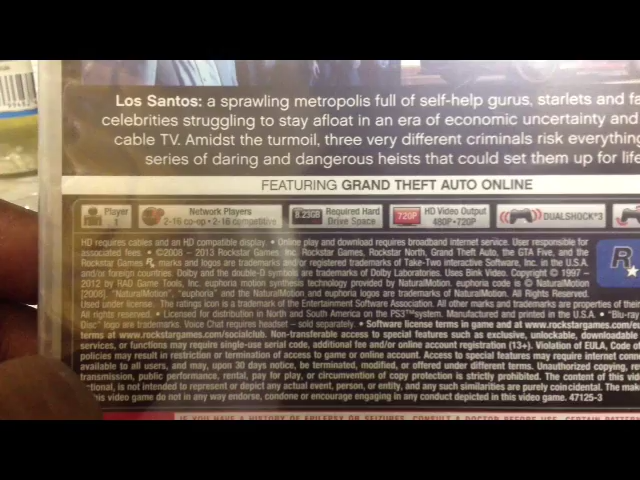 Los Santos: a sprawling metropolis full of self-help gurus, starlets and fa
celebrities struggling to stay afloat in an era of economic uncertainty and
cable TV. Amidst the turmoil, three very different criminals risk everything
series of daring and dangerous heists that could set them up for life
FEATURING GRAND THEFT AUTO ONLINE
Player
1
Network Players
2-16 co-op • 2-16 competitive
8.23GB
Required Hard
Drive Space
720P
HD Video Output
480P•720P
DUALSHOCK®3
HD requires cables and an HD compatible display. • Online play and download requires broadband internet service. User responsible for
associated fees. • ©2008 - 2013 Rockstar Games, Inc. Rockstar Games, Rockstar North, Grand Theft Auto, the GTA Five, and the
Rockstar Games R marks and logos are trademarks and/or registered trademarks of Take-Two Interactive Software, Inc. in the U.S.A.
and/or foreign countries. Dolby and the double-D symbols are trademarks of Dolby Laboratories. Uses Bink Video. Copyright © 1997 –
2012 by RAD Game Tools, Inc. euphoria motion synthesis technology provided by NaturalMotion. euphoria code is © NaturalMotion
[2008]. "NaturalMotion", "euphoria" and the NaturalMotion and euphoria logos are trademarks of NaturalMotion. All Rights Reserved.
Used under license. The ratings icon is a trademark of the Entertainment Software Association. All other marks and trademarks are properties of thei
All rights reserved. • Licensed for distribution in North and South America on the PS3™system. Manufactured and printed in the U.S.A. • "Blu-ray
Disc" logo are trademarks. Voice Chat requires headset – sold separately. • Software license terms in game and at www.rockstargames.com/
terms at www.rockstargames.com/socialclub. Non-transferable access to special features such as exclusive, unlockable, downloadable
services, or functions may require single-use serial code, additional fee and/or online account registration (13+). Violation of EULA, Code o
policies may result in restriction or termination of access to game or online account. Access to special features may require internet conne
available to all users, and may, upon 30 days notice, be terminated, modified, or offered under different terms. Unauthorized copying, rev
transmission, public performance, rental, pay for play, or circumvention of copy protection is strictly prohibited. The content of this vide
tional, is not intended to represent or depict any actual event, person, or entity, and any such similarities are purely coincidental. The mak
video game do not in any way endorse, condone or encourage engaging in any conduct depicted in this video game. 47125-3
IF YOU HAVE A HISTORY OF EPILEPSY OR SEIZURES, CONSULT A DOCTOR BEFORE USE. CERTAIN PATTER